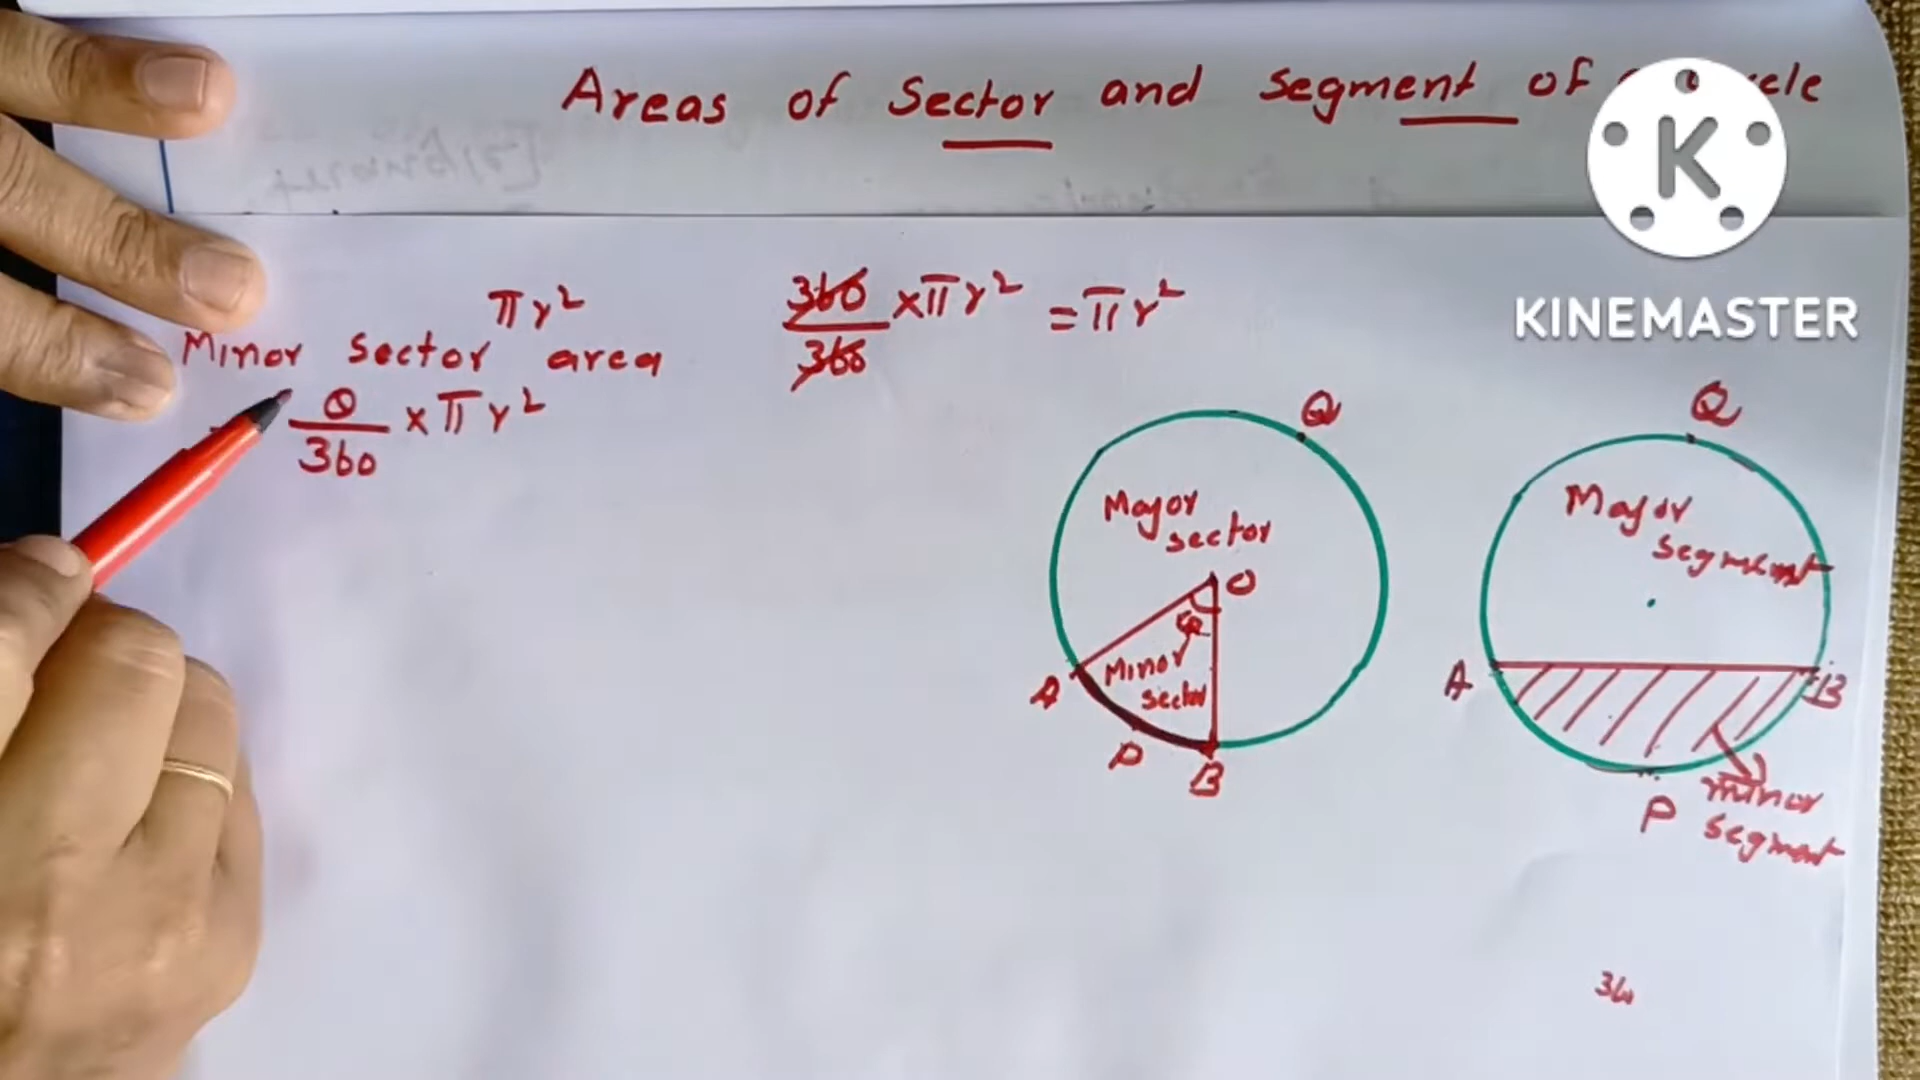 Areas of Sector and Segment of
πr²
Minor sector area
θ/360 × πr²
360/360 × πr² = πr²
Q
Major
sector
O
Minor
sector
A
P
B
Q
Major
segment
A
B
P
minor
segment
36
K
KINEMASTER